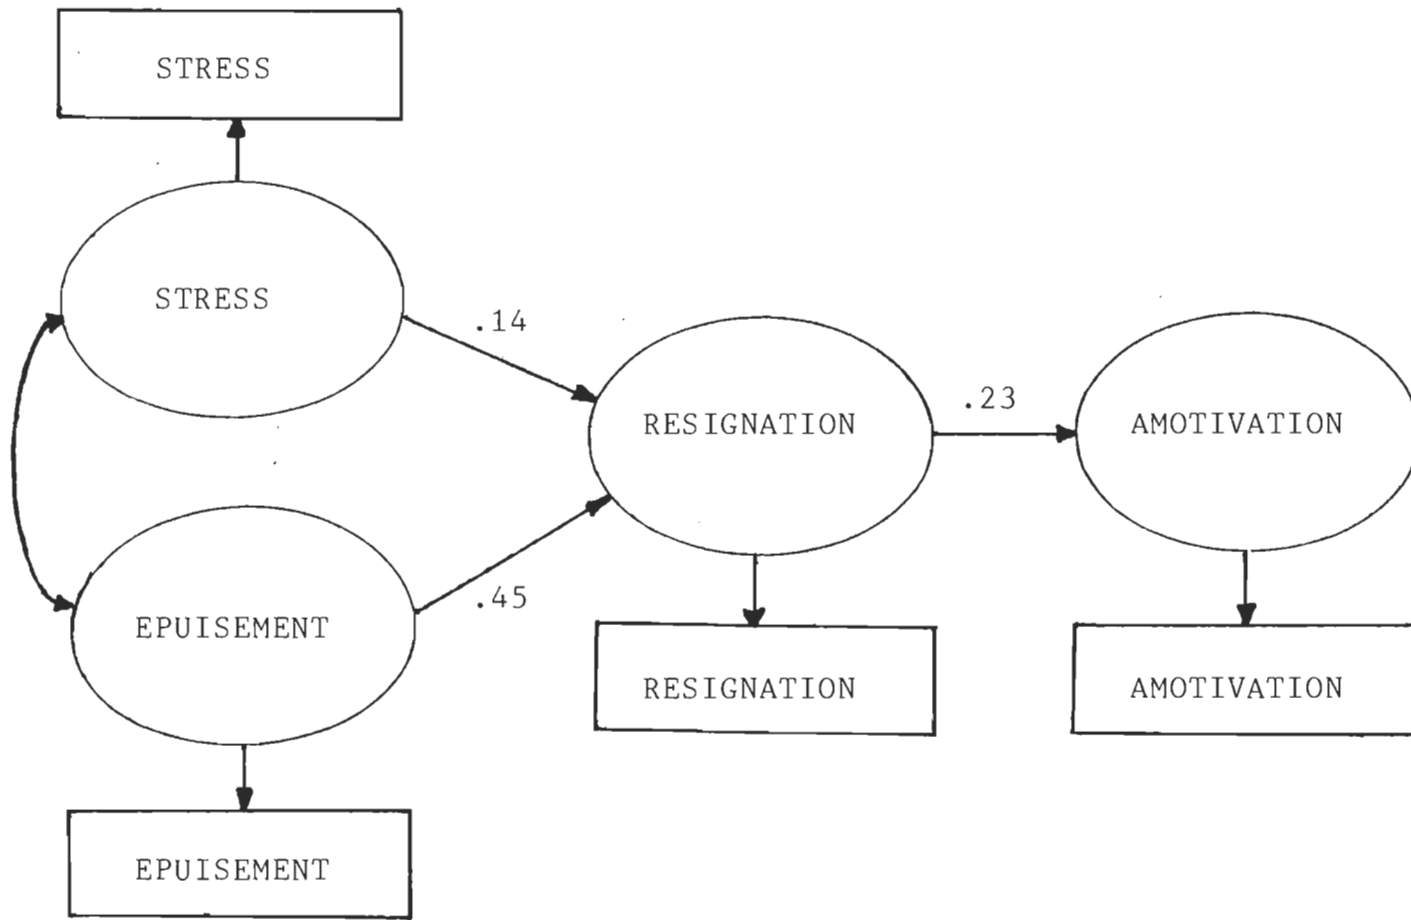 STRESS
STRESS
.14
RESIGNATION
.23
AMOTIVATION
.45
EPUISEMENT
RESIGNATION
AMOTIVATION
EPUISEMENT